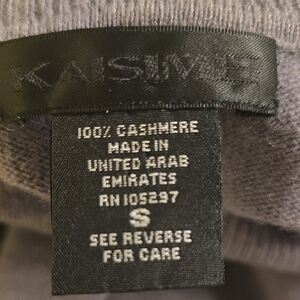 100% CASHMERE
MADE IN
UNITED ARAB
EMIRATES
RN 105297
S
SEE REVERSE
FOR CARE